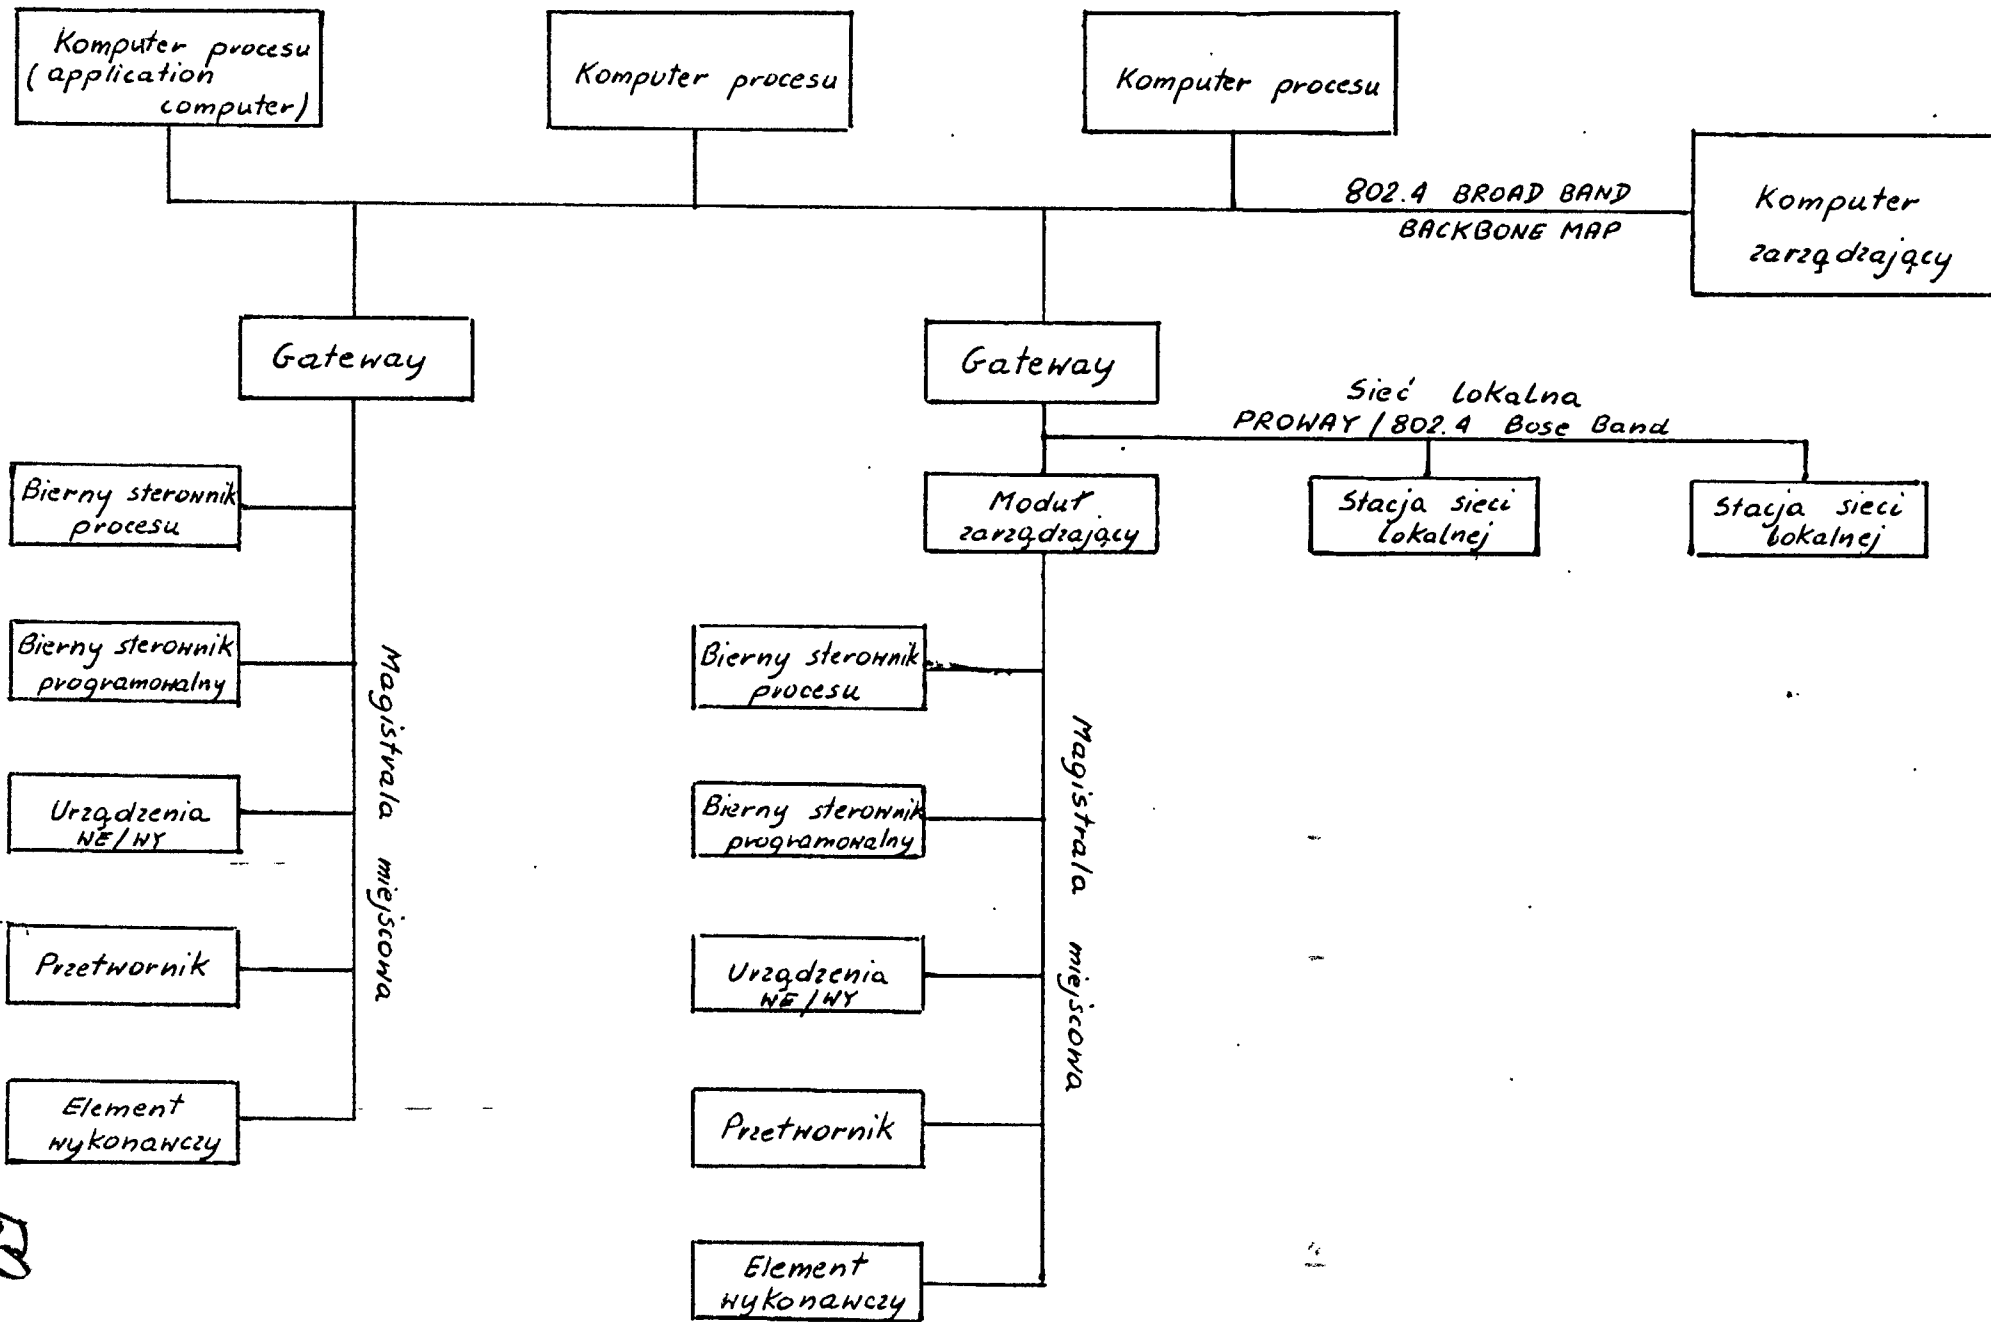 Komputer procesu
(application
computer)
Komputer procesu
Komputer procesu
802.4 BROAD BAND
BACKBONE MAP
Komputer
zarządzający
Gateway
Gateway
Sieć lokalna
PROWAY / 802.4 Bose Band
Bierny sterownik
procesu
Moduł
zarządzający
Stacja sieci
lokalnej
Stacja sieci
lokalnej
Bierny sterownik
programowalny
Magistrala miejscowa
Bierny sterownik
procesu
Urządzenia
WE/WY
Bierny sterownik
programowalny
Magistrala miejscowa
Przetwornik
Urządzenia
WE/WY
Element
wykonawczy
Przetwornik
Element
wykonawczy